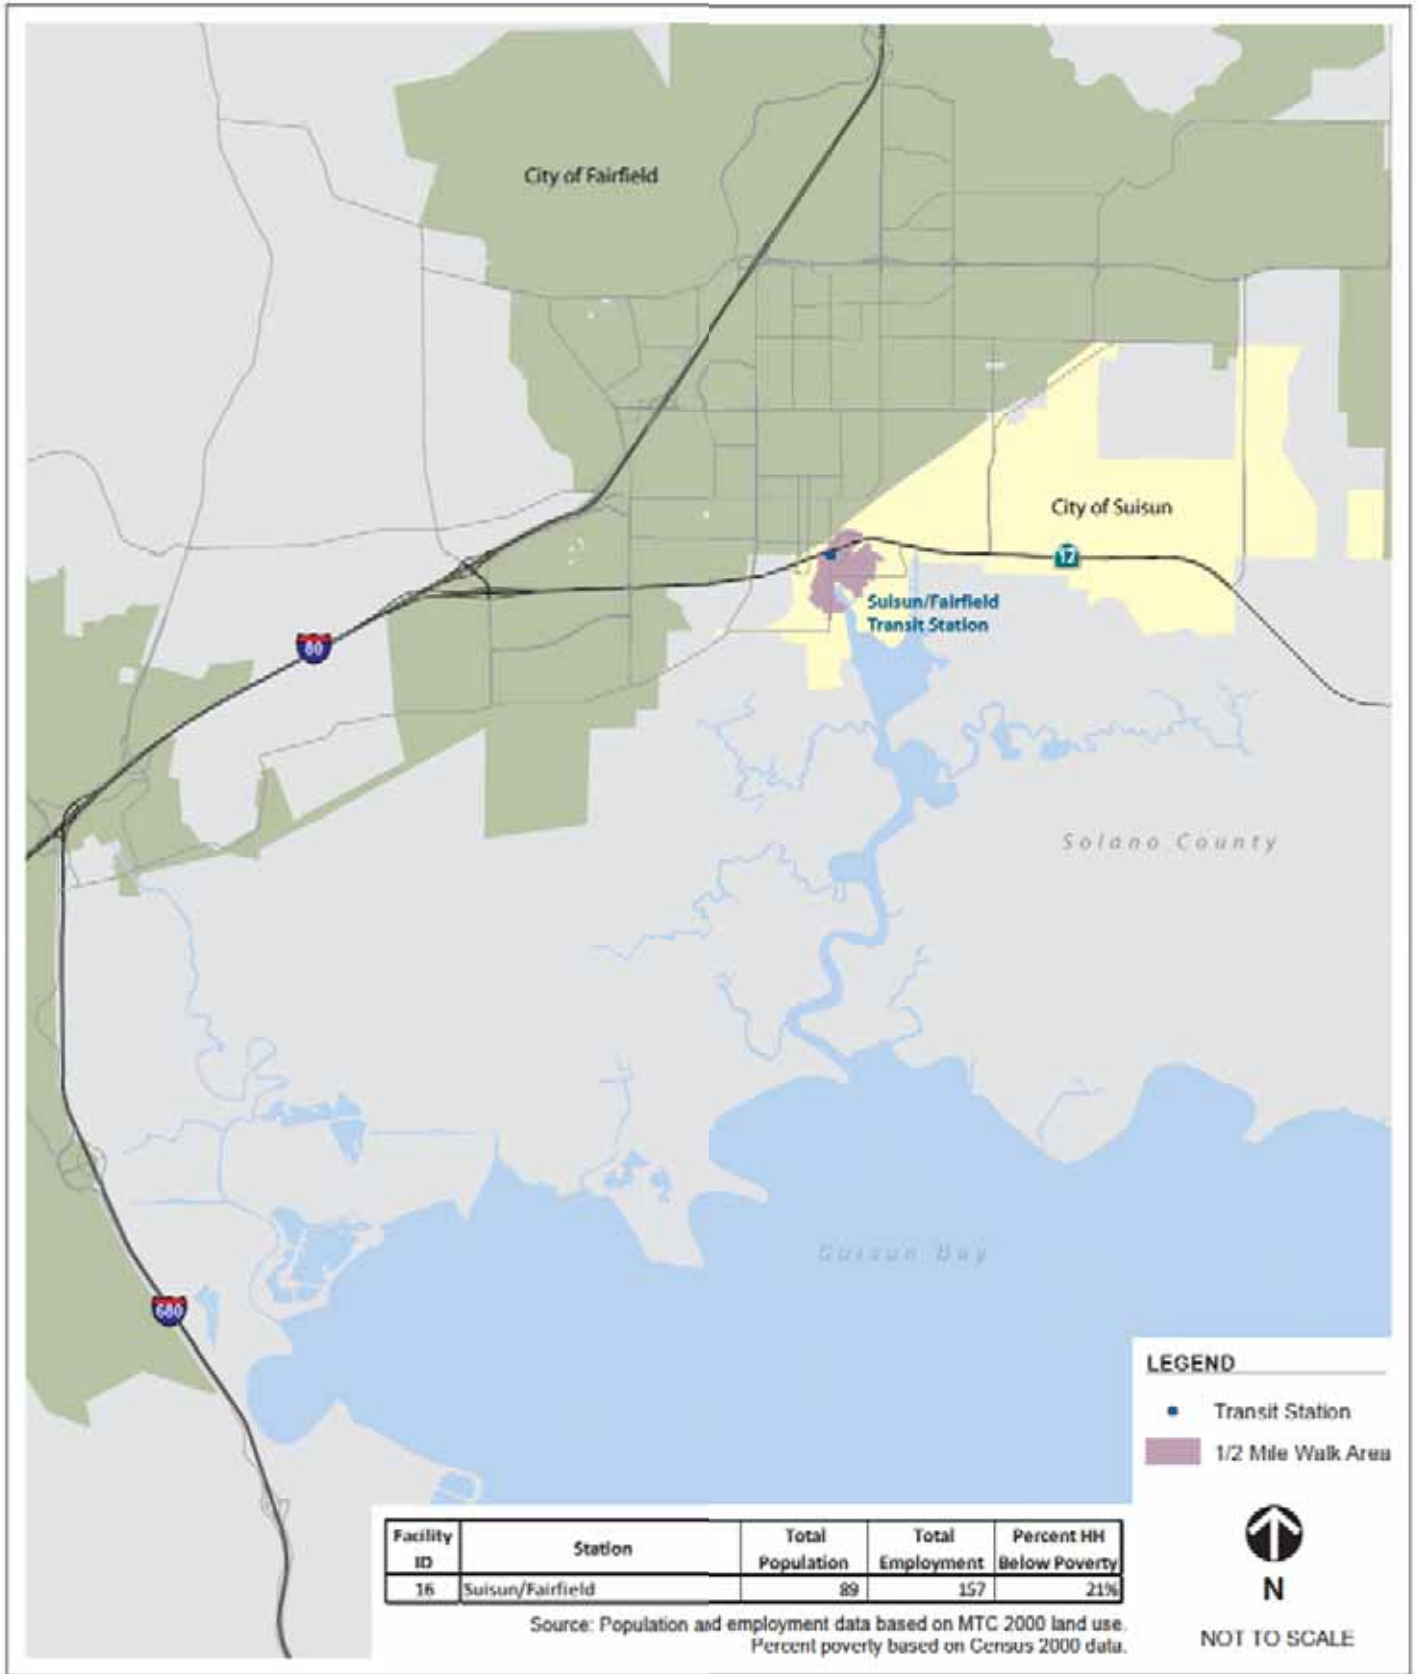 City of Fairfield
City of Suisun
12
Suisun/Fairfield
Transit Station
80
Solano County
Suisun Bay
680
LEGEND
Transit Station
1/2 Mile Walk Area
Facility ID Station Total Population Total Employment Percent HH Below Poverty
16 Suisun/Fairfield 89 157 21%
Source: Population and employment data based on MTC 2000 land use.
Percent poverty based on Census 2000 data.
N
NOT TO SCALE